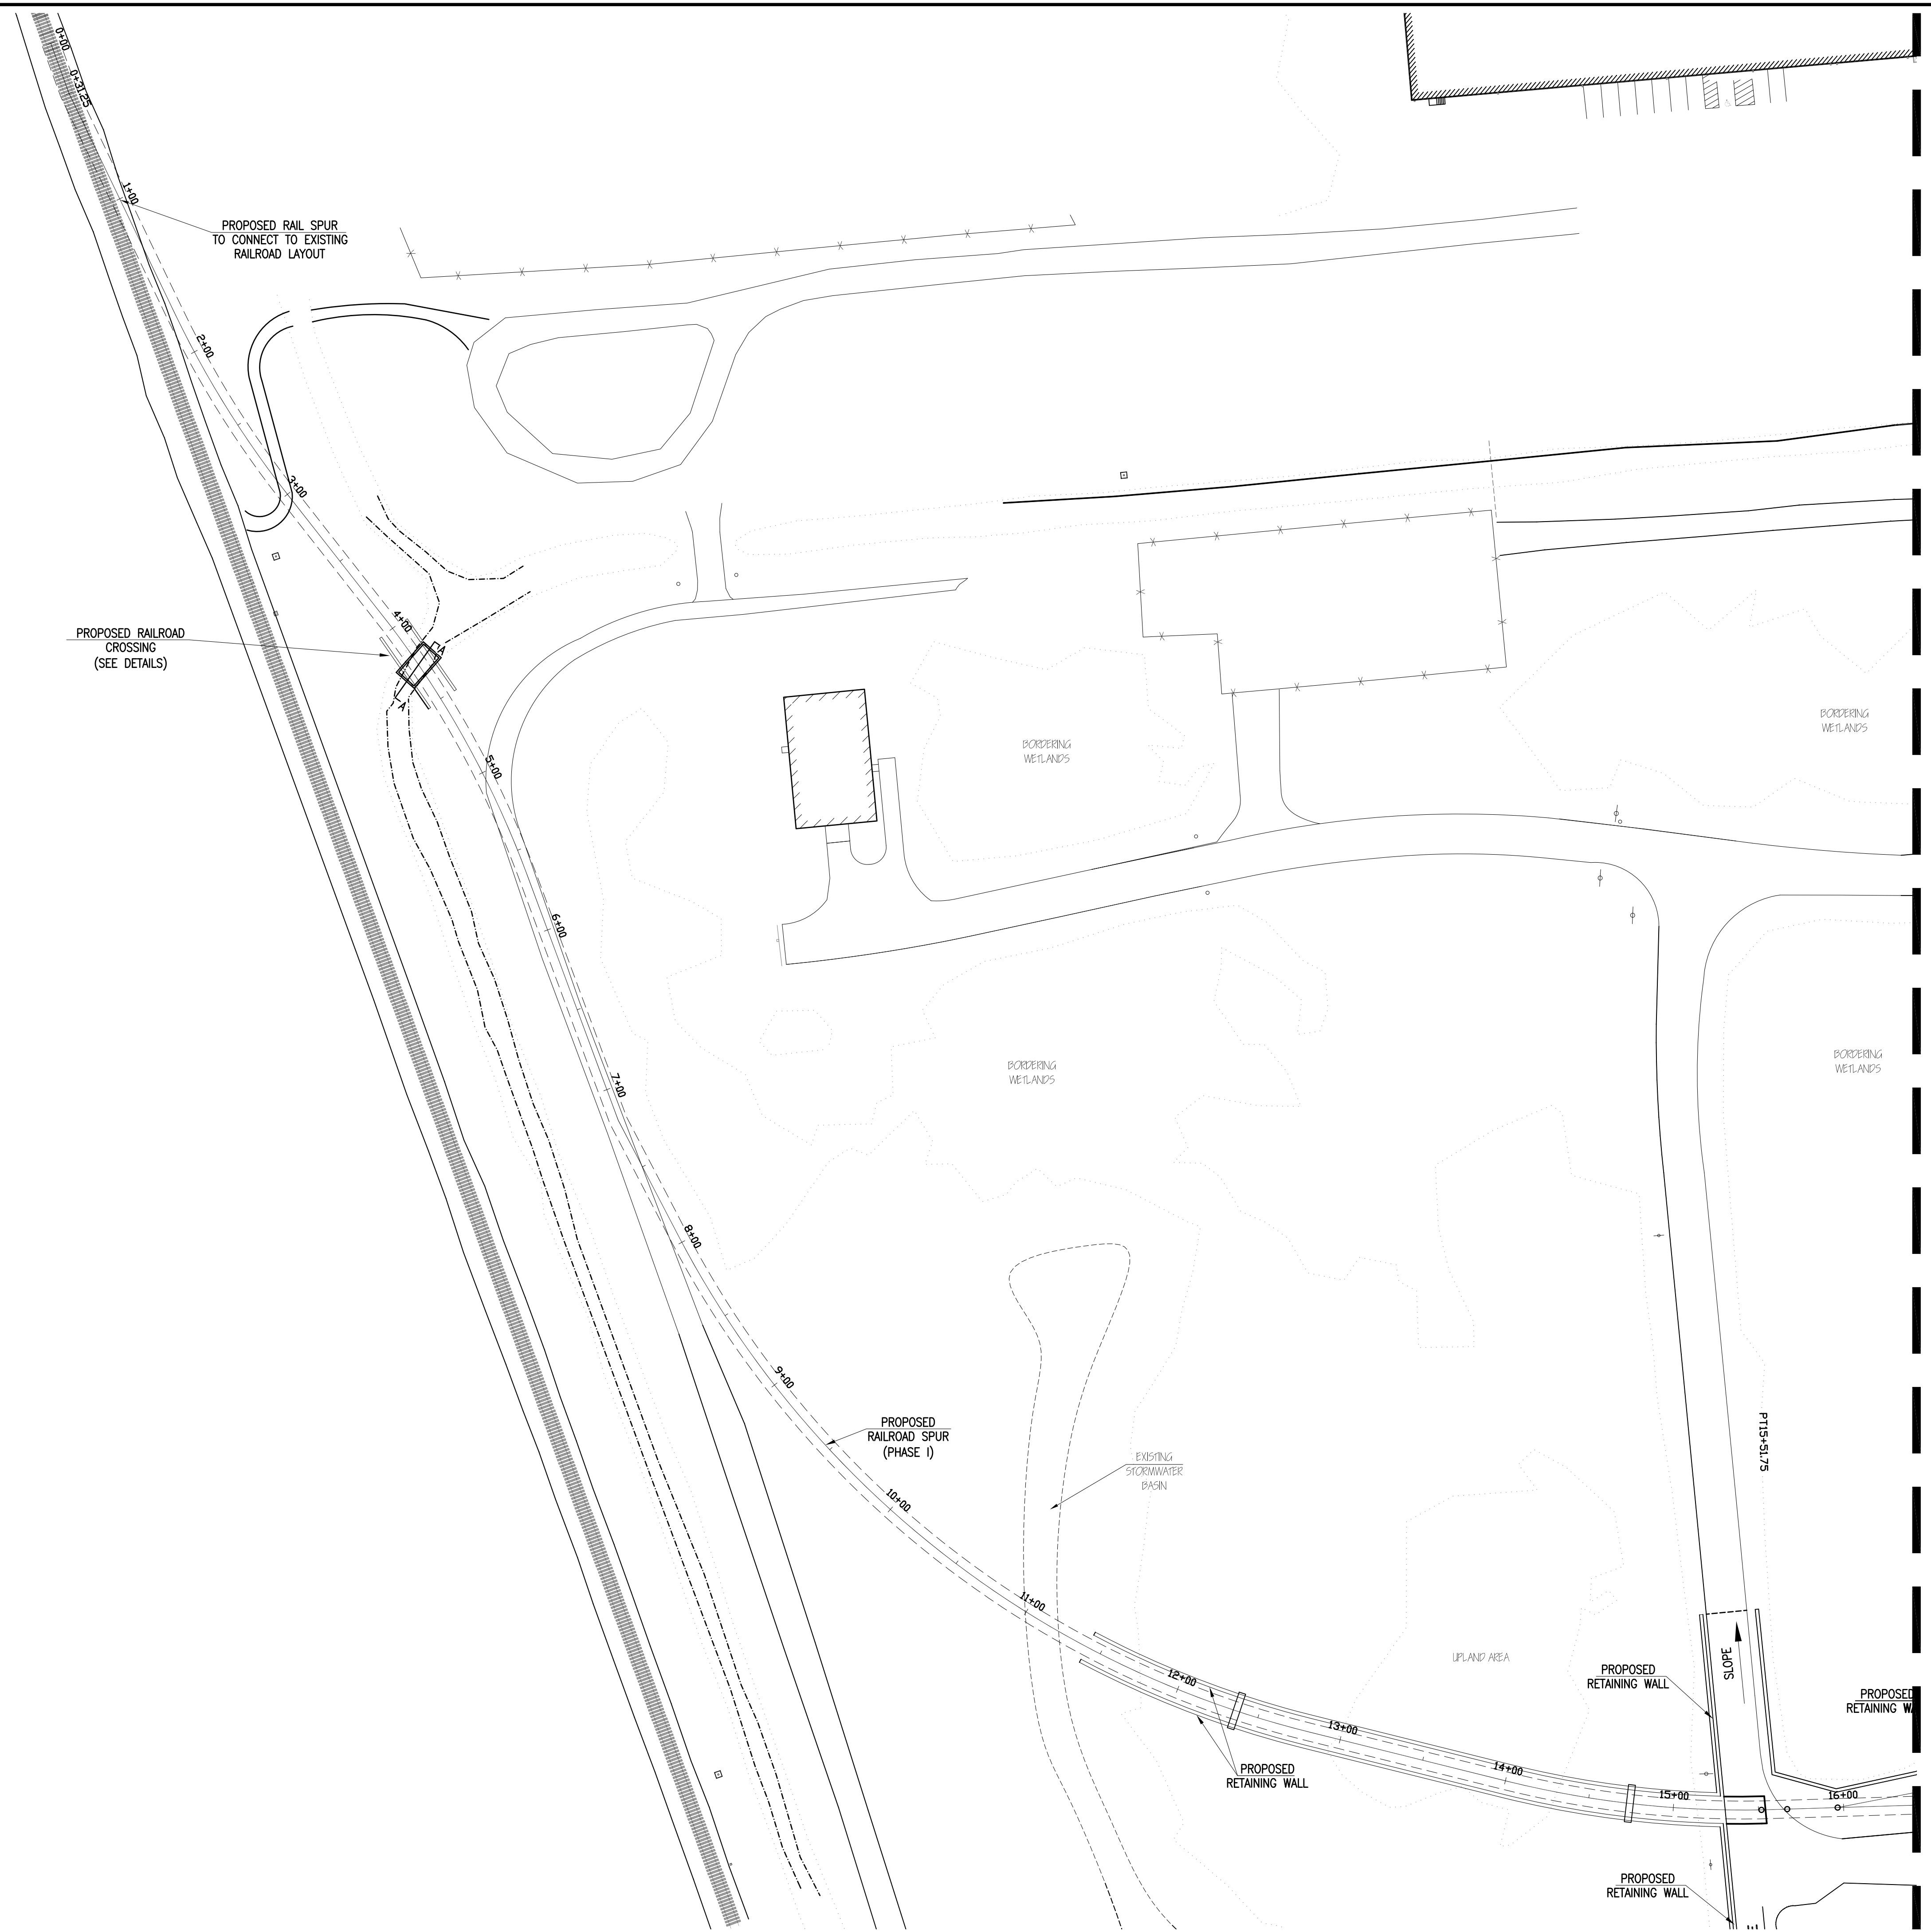 0+00
0+31.25
1+00
PROPOSED RAIL SPUR
TO CONNECT TO EXISTING
RAILROAD LAYOUT
2+00
3+00
4+00
PROPOSED RAILROAD
CROSSING
(SEE DETAILS)
A
A
5+00
BORDERING
WETLANDS
BORDERING
WETLANDS
6+00
BORDERING
WETLANDS
BORDERING
WETLANDS
7+00
8+00
9+00
PROPOSED
RAILROAD SPUR
(PHASE I)
EXISTING
STORMWATER
BASIN
PT15+51.75
10+00
11+00
UPLAND AREA
SLOPE
PROPOSED
RETAINING WALL
PROPOSED
RETAINING
12+00
13+00
PROPOSED
RETAINING WALL
14+00
15+00
16+00
PROPOSED
RETAINING WALL